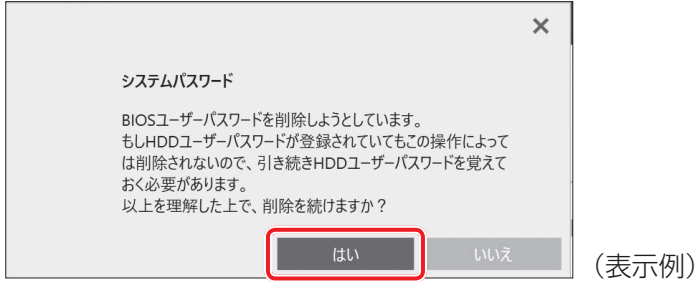 ×
システムパスワード
BIOSユーザーパスワードを削除しようとしています。
もしHDDユーザーパスワードが登録されていてもこの操作によって
は削除されないので、引き続きHDDユーザーパスワードを覚えて
おく必要があります。
以上を理解した上で、削除を続けますか？
はい いいえ
（表示例）